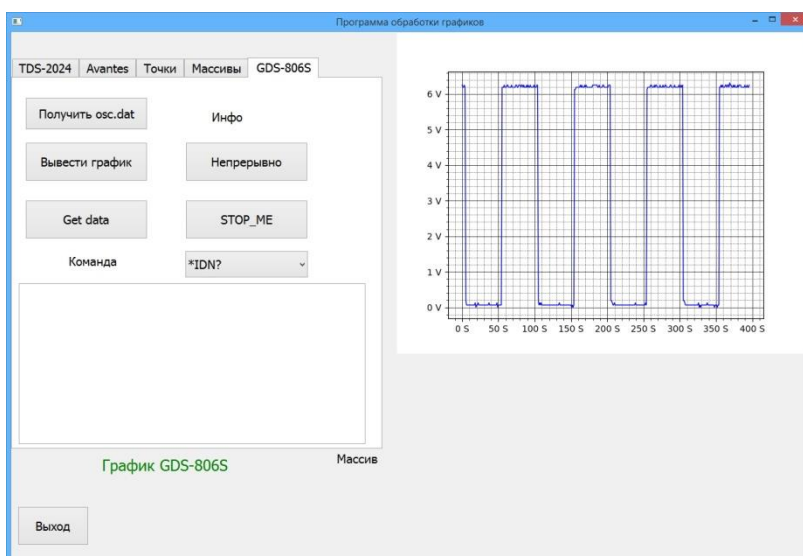 Программа обработки графиков
TDS-2024 Avantes Точки Массивы GDS-806S
Получить osc.dat
Инфо
Вывести график
Непрерывно
Get data
STOP_ME
Команда
*IDN?
График GDS-806S
Массив
Выход
6 V
5 V
4 V
3 V
2 V
1 V
0 V
0 S 50 S 100 S 150 S 200 S 250 S 300 S 350 S 400 S